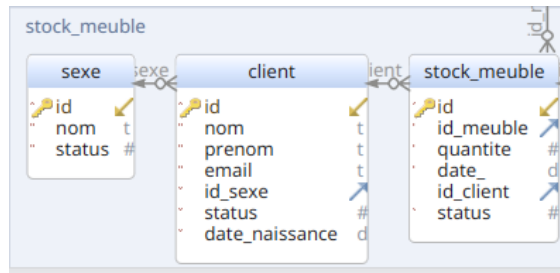 stock_meuble
id_
sexe
sexe
client
ient
stock_meuble
id
nom t
status #
id
nom t
prenom t
email t
id_sexe
status #
date_naissance d
id
id_meuble
quantite #
date_ d
id_client
status #